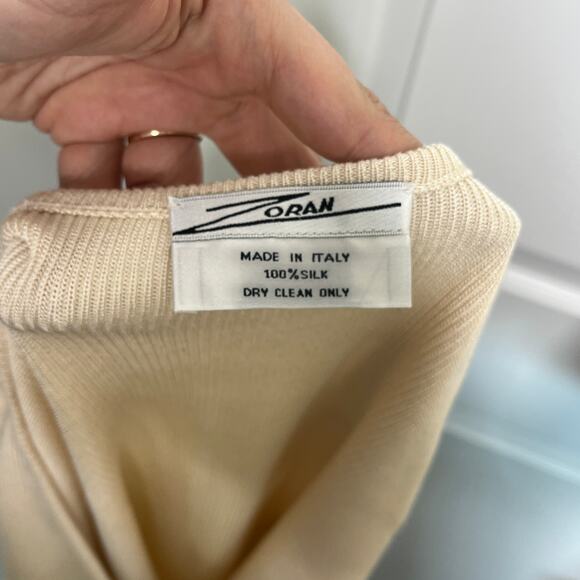 ZORAN
MADE IN ITALY
100% SILK
DRY CLEAN ONLY